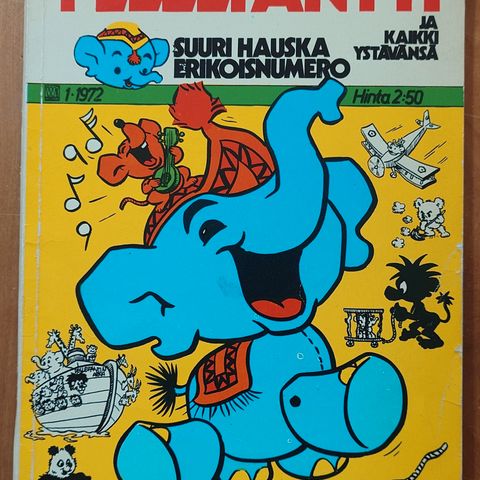 JA
KAIKKI
YSTÄVÄNSÄ
SUURI HAUSKA
ERIKOISNUMERO
1·1972 Hinta 2:50